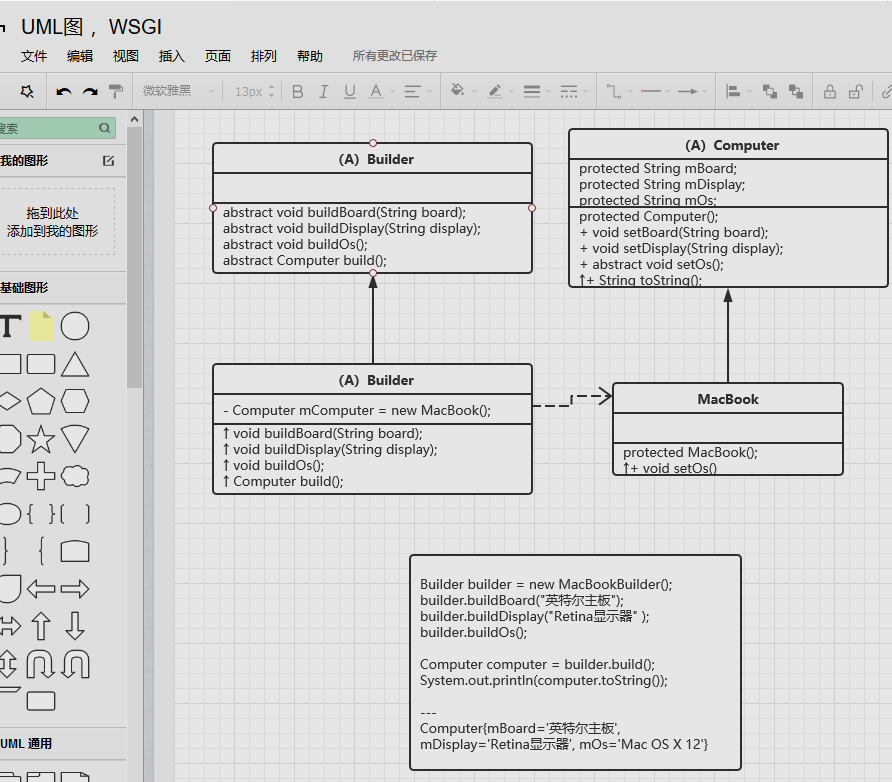 UML图 ,  WSGI
文件 编辑 视图 插入 页面 排列 帮助 所有更改已保存
微软雅黑 13px B I U A
搜索
我的图形
拖到此处
添加到我的图形
基础图形
T
UML 通用
(A)  Builder
abstract void buildBoard(String board);
abstract void buildDisplay(String display);
abstract void buildOs();
abstract Computer build();
(A)  Computer
protected String mBoard;
protected String mDisplay;
protected String mOs;
protected Computer();
+ void setBoard(String board);
+ void setDisplay(String display);
+ abstract void setOs();
↑+ String toString();
(A)  Builder
- Computer mComputer = new MacBook();
↑ void buildBoard(String board);
↑ void buildDisplay(String display);
↑ void buildOs();
↑ Computer build();
MacBook
protected MacBook();
↑+ void setOs()
Builder builder = new MacBookBuilder();
builder.buildBoard("英特尔主板");
builder.buildDisplay("Retina显示器" );
builder.buildOs();
Computer computer = builder.build();
System.out.println(computer.toString());
---
Computer{mBoard='英特尔主板',
mDisplay='Retina显示器', mOs='Mac OS X 12'}